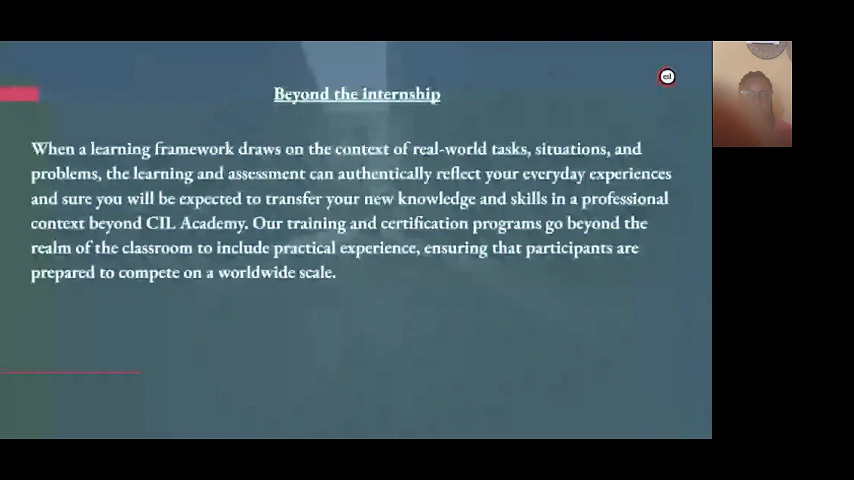 Beyond the internship
cil
When a learning framework draws on the context of real-world tasks, situations, and
problems, the learning and assessment can authentically reflect your everyday experiences
and sure you will be expected to transfer your new knowledge and skills in a professional
context beyond CIL Academy. Our training and certification programs go beyond the
realm of the classroom to include practical experience, ensuring that participants are
prepared to compete on a worldwide scale.